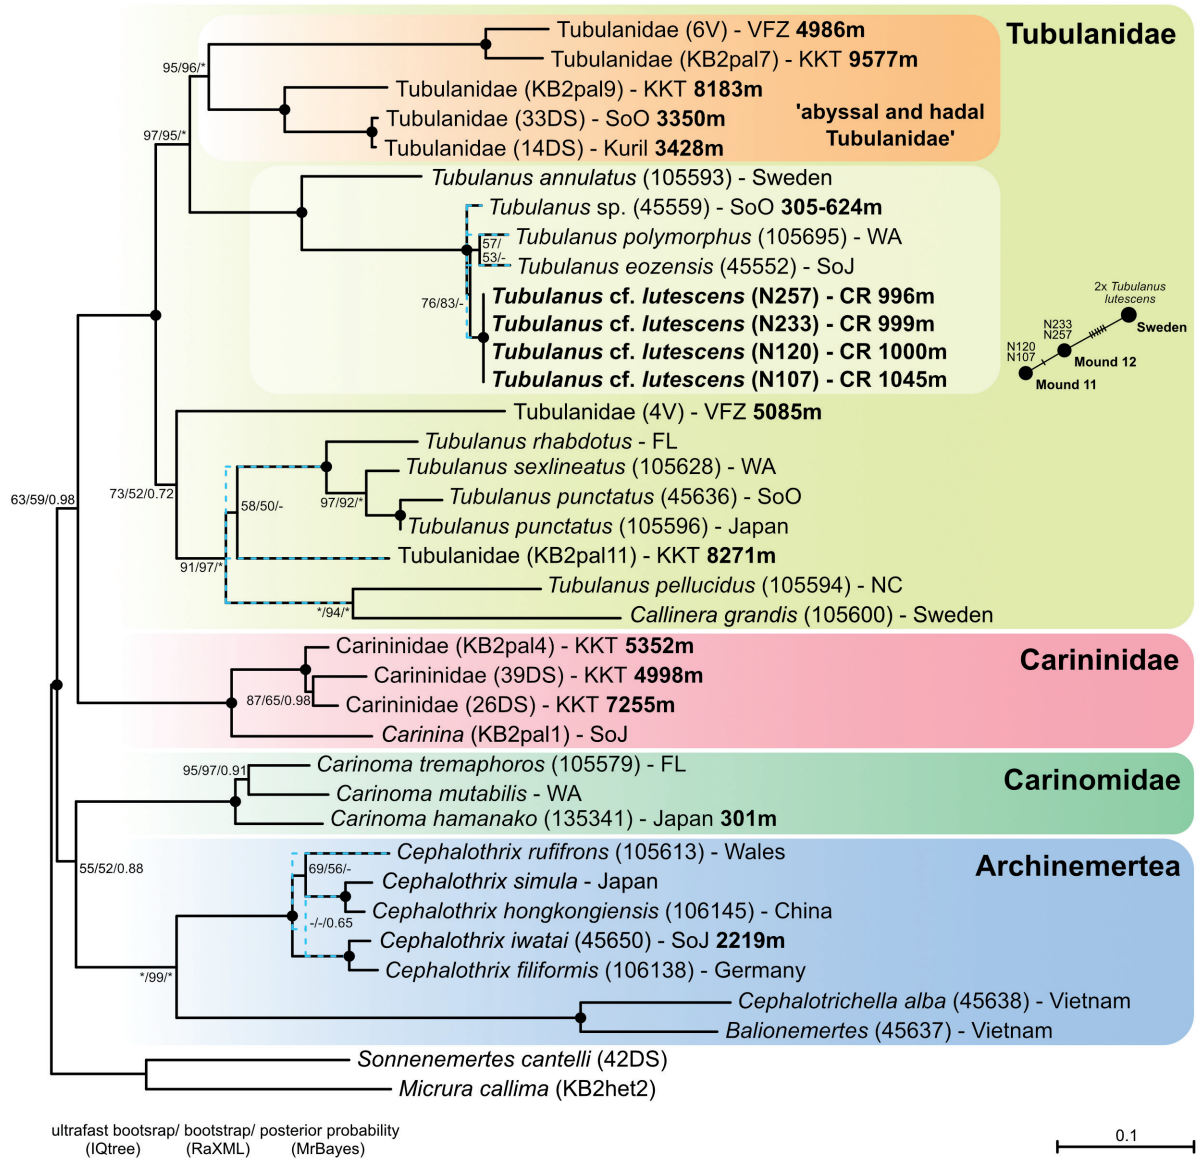 Tubulanidae
Tubulanidae (6V) - VFZ 4986m
Tubulanidae (KB2pal7) - KKT 9577m
95/96/*
Tubulanidae (KB2pal9) - KKT 8183m
Tubulanidae (33DS) - SoO 3350m
Tubulanidae (14DS) - Kuril 3428m
'abyssal and hadal
Tubulanidae'
97/95/*
Tubulanus annulatus (105593) - Sweden
Tubulanus sp. (45559) - SoO 305-624m
Tubulanus polymorphus (105695) - WA
57/
53/-
Tubulanus eozensis (45552) - SoJ
76/83/-
Tubulanus cf. lutescens (N257) - CR 996m
Tubulanus cf. lutescens (N233) - CR 999m
Tubulanus cf. lutescens (N120) - CR 1000m
Tubulanus cf. lutescens (N107) - CR 1045m
2x Tubulanus
lutescens
Sweden
N233
N257
Mound 12
N120
N107
Mound 11
Tubulanidae (4V) - VFZ 5085m
Tubulanus rhabdotus - FL
Tubulanus sexlineatus (105628) - WA
63/59/0.98
73/52/0.72
58/50/-
97/92/*
Tubulanus punctatus (45636) - SoO
Tubulanus punctatus (105596) - Japan
Tubulanidae (KB2pal11) - KKT 8271m
91/97/*
Tubulanus pellucidus (105594) - NC
*/94/*
Callinera grandis (105600) - Sweden
Carininidae
Carininidae (KB2pal4) - KKT 5352m
Carininidae (39DS) - KKT 4998m
87/65/0.98
Carininidae (26DS) - KKT 7255m
Carinina (KB2pal1) - SoJ
Carinomidae
95/97/0.91
Carinoma tremaphoros (105579) - FL
Carinoma mutabilis - WA
Carinoma hamanako (135341) - Japan 301m
Archinemertea
55/52/0.88
Cephalothrix rufifrons (105613) - Wales
69/56/-
Cephalothrix simula - Japan
Cephalothrix hongkongiensis (106145) - China
-/-/0.65
Cephalothrix iwatai (45650) - SoJ 2219m
Cephalothrix filiformis (106138) - Germany
*/99/*
Cephalotrichella alba (45638) - Vietnam
Balionemertes (45637) - Vietnam
Sonnenemertes cantelli (42DS)
Micrura callima (KB2het2)
ultrafast bootsrap/ bootstrap/ posterior probability
(IQtree) (RaXML) (MrBayes)
0.1